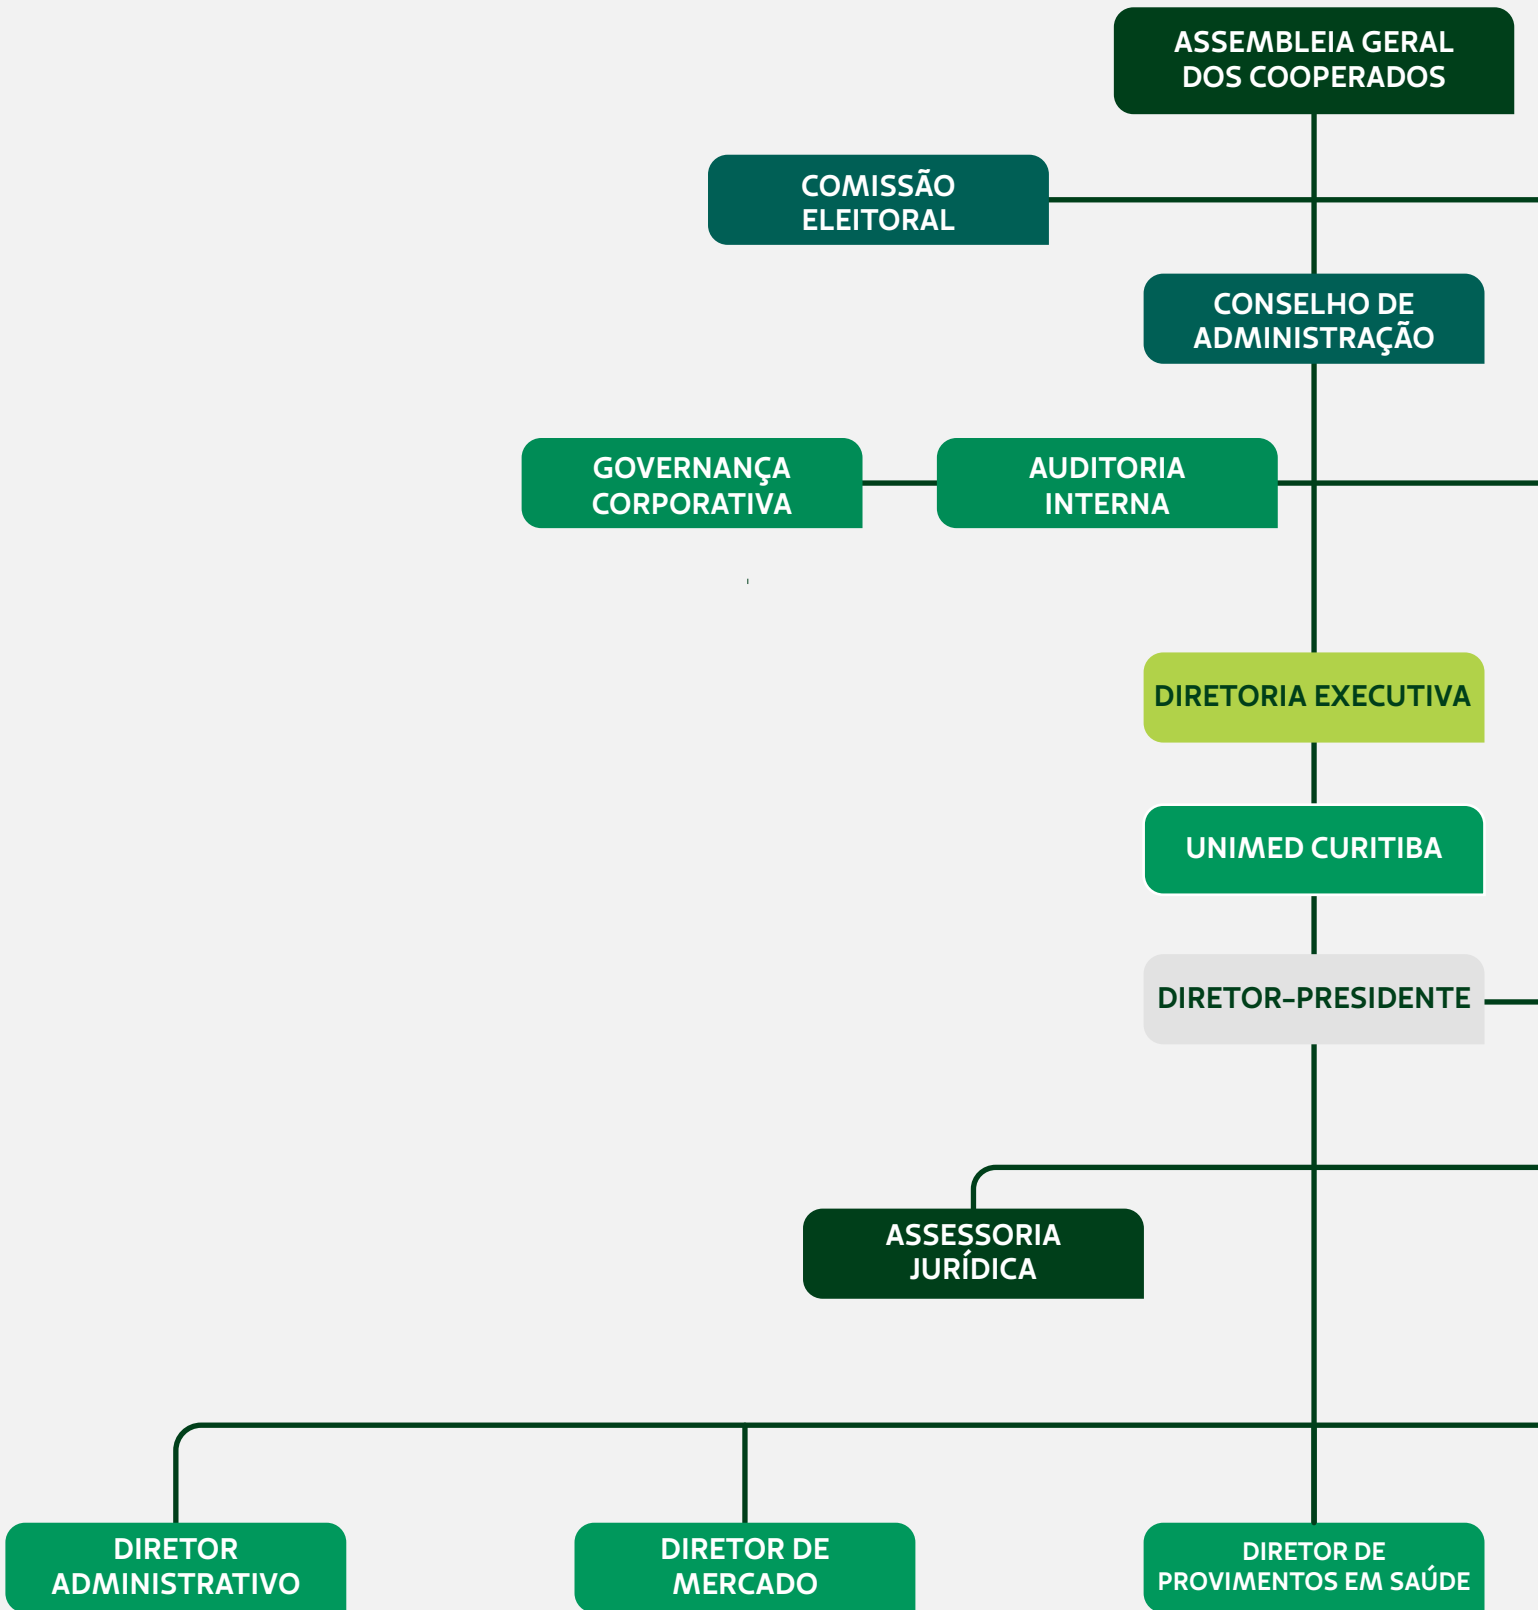 ASSEMBLEIA GERAL
DOS COOPERADOS
COMISSÃO
ELEITORAL
CONSELHO DE
ADMINISTRAÇÃO
GOVERNANÇA
CORPORATIVA
AUDITORIA
INTERNA
DIRETORIA EXECUTIVA
UNIMED CURITIBA
DIRETOR-PRESIDENTE
ASSESSORIA
JURÍDICA
DIRETOR
ADMINISTRATIVO
DIRETOR DE
MERCADO
DIRETOR DE
PROVIMENTOS EM SAÚDE